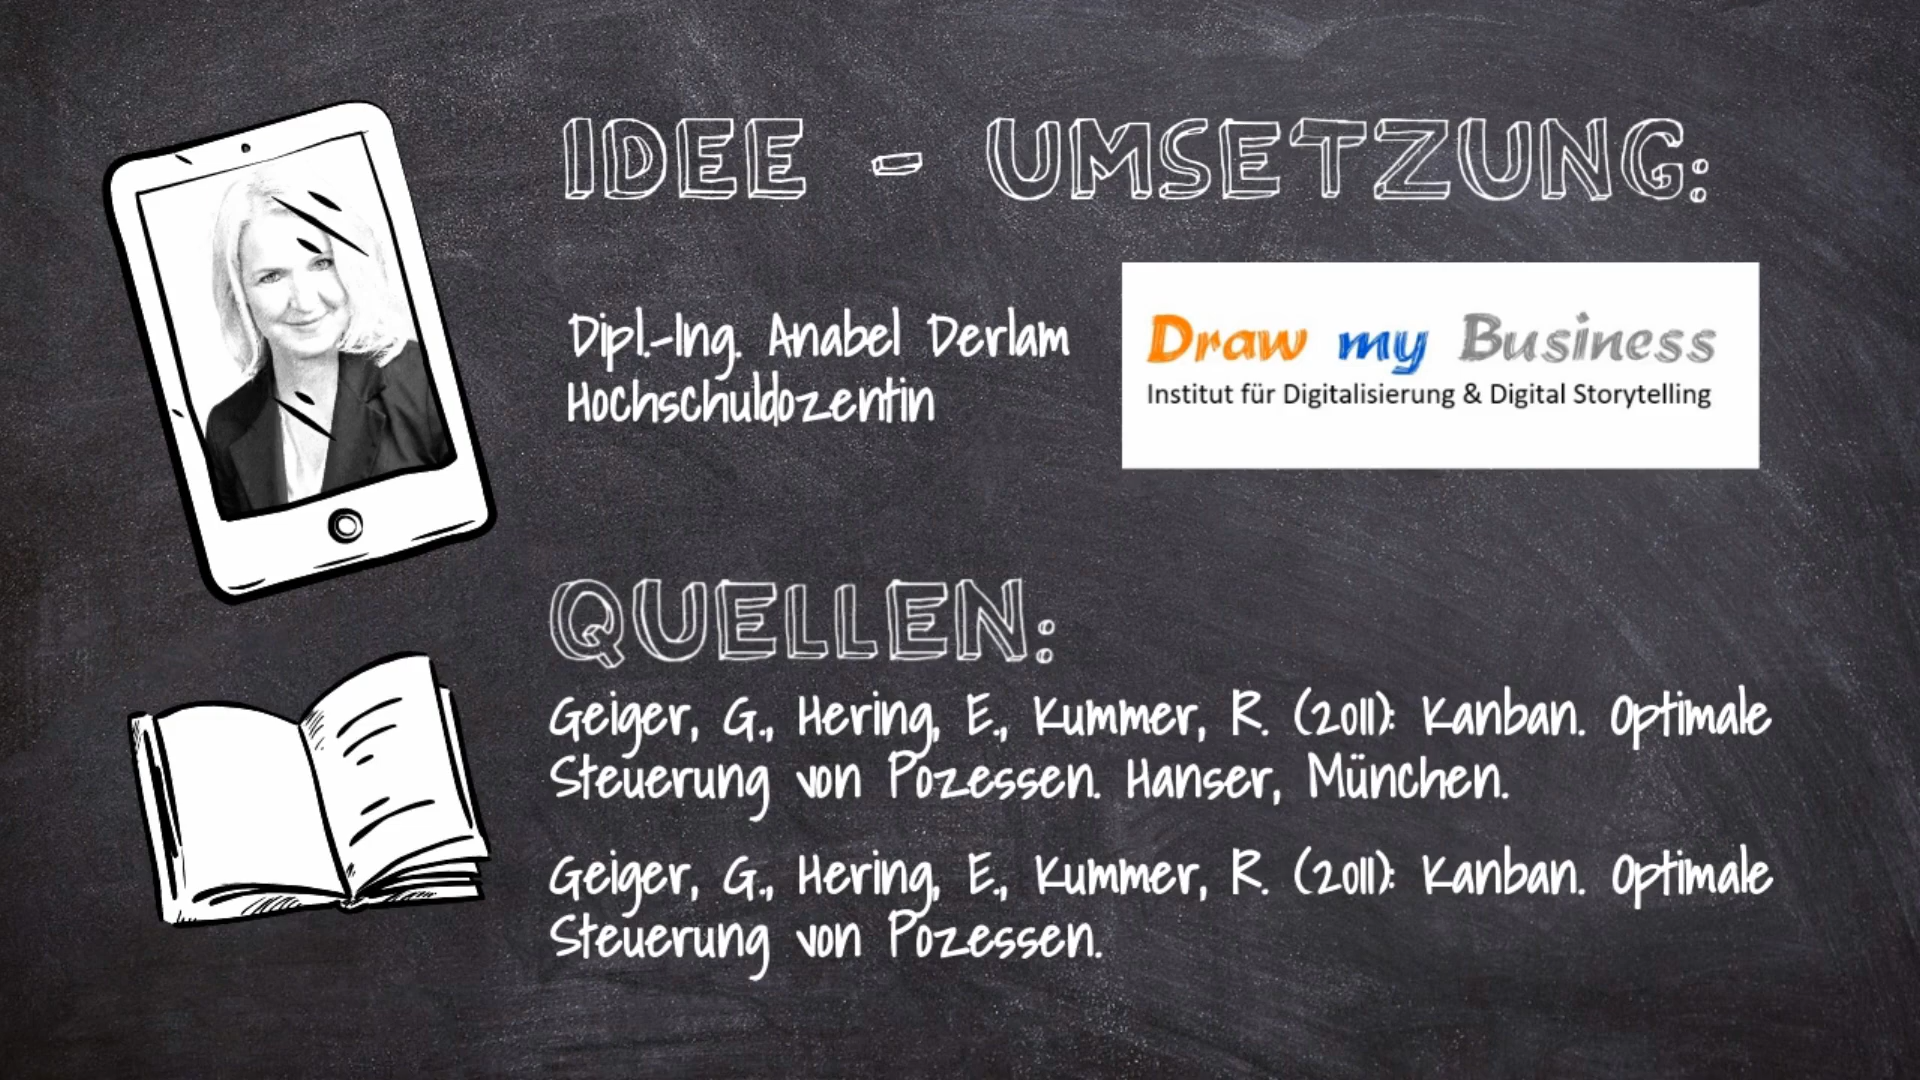 IDEE - UMSETZUNG:
Dipl.-Ing. Anabel Derlam
Hochschuldozentin
Draw my Business
Institut für Digitalisierung & Digital Storytelling
QUELLEN:
Geiger, G., Hering, E., Kummer, R. (2011): Kanban. Optimale
Steuerung von Pozessen. Hanser, München.
Geiger, G., Hering, E., Kummer, R. (2011): Kanban. Optimale
Steuerung von Pozessen.